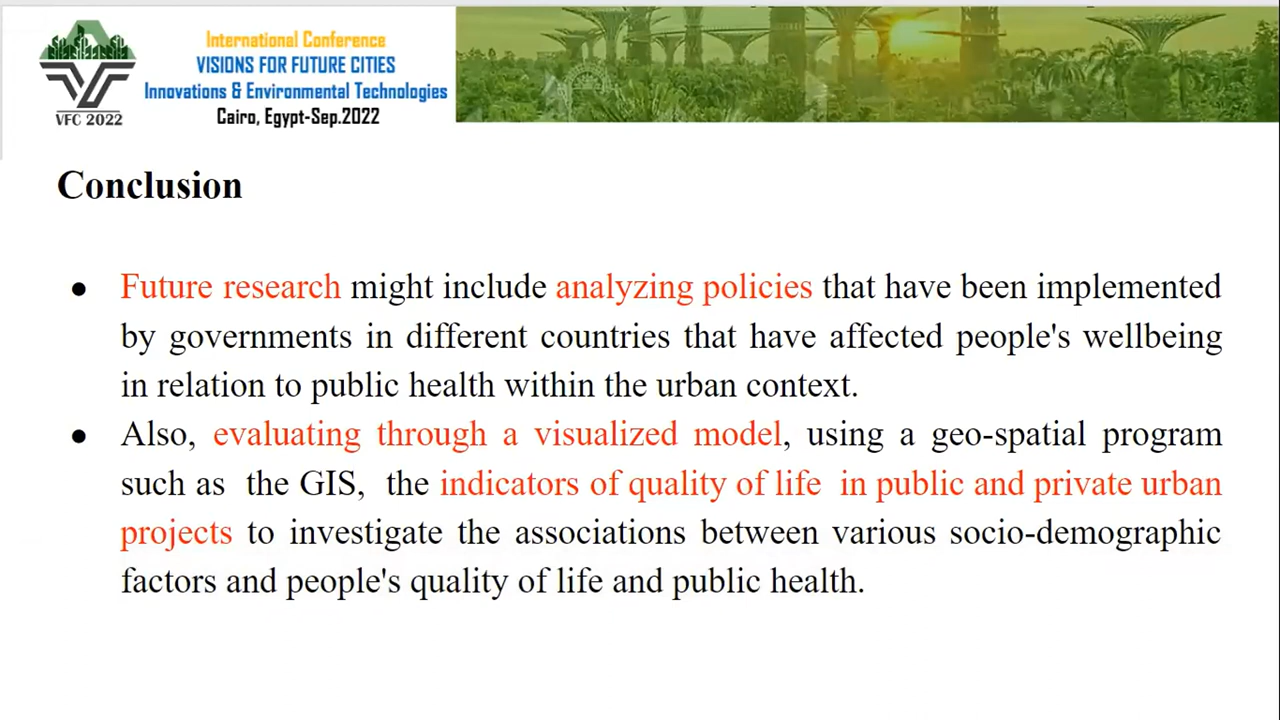 International Conference
VISIONS FOR FUTURE CITIES
Innovations & Environmental Technologies
Cairo, Egypt-Sep.2022
VFC 2022
Conclusion
● Future research might include analyzing policies that have been implemented
by governments in different countries that have affected people's wellbeing
in relation to public health within the urban context.
● Also, evaluating through a visualized model, using a geo-spatial program
such as the GIS, the indicators of quality of life in public and private urban
projects to investigate the associations between various socio-demographic
factors and people's quality of life and public health.